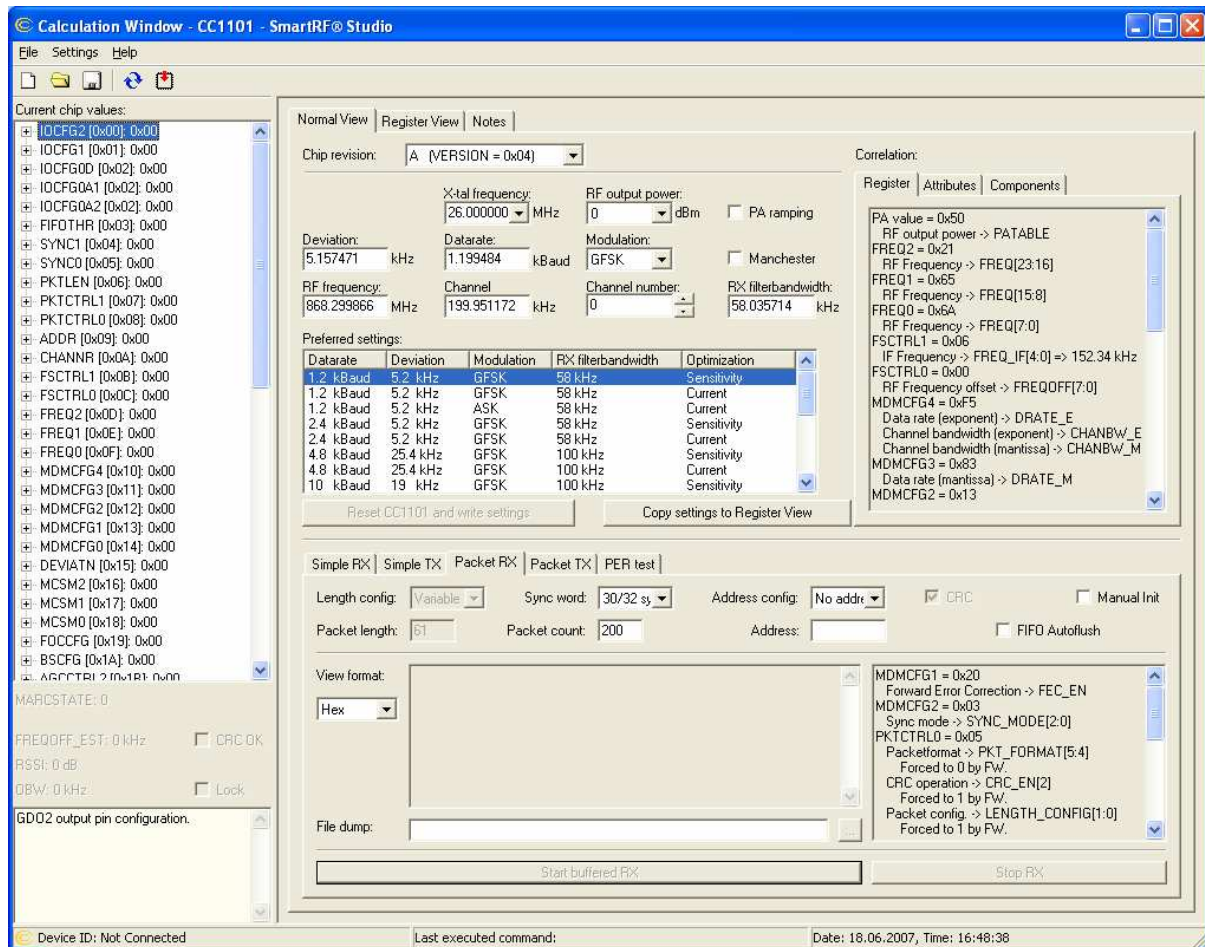 Calculation Window - CC1101 - SmartRF® Studio
File Settings Help
Current chip values:
IOCFG2 [0x00]: 0x00
IOCFG1 [0x01]: 0x00
IOCFG0D [0x02]: 0x00
IOCFG0A1 [0x02]: 0x00
IOCFG0A2 [0x02]: 0x00
FIFOTHR [0x03]: 0x00
SYNC1 [0x04]: 0x00
SYNC0 [0x05]: 0x00
PKTLEN [0x06]: 0x00
PKTCTRL1 [0x07]: 0x00
PKTCTRL0 [0x08]: 0x00
ADDR [0x09]: 0x00
CHANNR [0x0A]: 0x00
FSCTRL1 [0x0B]: 0x00
FSCTRL0 [0x0C]: 0x00
FREQ2 [0x0D]: 0x00
FREQ1 [0x0E]: 0x00
FREQ0 [0x0F]: 0x00
MDMCFG4 [0x10]: 0x00
MDMCFG3 [0x11]: 0x00
MDMCFG2 [0x12]: 0x00
MDMCFG1 [0x13]: 0x00
MDMCFG0 [0x14]: 0x00
DEVIATN [0x15]: 0x00
MCSM2 [0x16]: 0x00
MCSM1 [0x17]: 0x00
MCSM0 [0x18]: 0x00
FOCCFG [0x19]: 0x00
BSCFG [0x1A]: 0x00
AGCCTRL2 [0x1B]: 0x00
MARCSTATE: 0
FREQOFF_EST: 0 kHz CRC OK
RSSI: 0 dB
OBW: 0 kHz Lock
GDO2 output pin configuration.
Normal View Register View Notes
Chip revision: A (VERSION = 0x04)
X-tal frequency: RF output power:
26.000000 MHz 0 dBm PA ramping
Deviation: Datarate: Modulation:
5.157471 kHz 1.199484 kBaud GFSK Manchester
RF frequency: Channel Channel number: RX filterbandwidth:
868.299866 MHz 199.951172 kHz 0 58.035714 kHz
Preferred settings:
Datarate Deviation Modulation RX filterbandwidth Optimization
1.2 kBaud 5.2 kHz GFSK 58 kHz Sensitivity
1.2 kBaud 5.2 kHz GFSK 58 kHz Current
1.2 kBaud 5.2 kHz ASK 58 kHz Current
2.4 kBaud 5.2 kHz GFSK 58 kHz Sensitivity
2.4 kBaud 5.2 kHz GFSK 58 kHz Current
4.8 kBaud 25.4 kHz GFSK 100 kHz Sensitivity
4.8 kBaud 25.4 kHz GFSK 100 kHz Current
10 kBaud 19 kHz GFSK 100 kHz Sensitivity
Reset CC1101 and write settings Copy settings to Register View
Correlation:
Register Attributes Components
PA value = 0x50
RF output power -> PATABLE
FREQ2 = 0x21
RF Frequency -> FREQ[23:16]
FREQ1 = 0x65
RF Frequency -> FREQ[15:8]
FREQ0 = 0x6A
RF Frequency -> FREQ[7:0]
FSCTRL1 = 0x06
IF Frequency -> FREQ_IF[4:0] => 152.34 kHz
FSCTRL0 = 0x00
RF Frequency offset -> FREQOFF[7:0]
MDMCFG4 = 0xF5
Data rate (exponent) -> DRATE_E
Channel bandwidth (exponent) -> CHANBW_E
Channel bandwidth (mantissa) -> CHANBW_M
MDMCFG3 = 0x83
Data rate (mantissa) -> DRATE_M
MDMCFG2 = 0x13
Simple RX Simple TX Packet RX Packet TX PER test
Length config: Variable Sync word: 30/32 sy Address config: No addre CRC Manual Init
Packet length: 61 Packet count: 200 Address: FIFO Autoflush
View format:
Hex
File dump: ...
MDMCFG1 = 0x20
Forward Error Correction -> FEC_EN
MDMCFG2 = 0x03
Sync mode -> SYNC_MODE[2:0]
PKTCTRL0 = 0x05
Packetformat -> PKT_FORMAT[5:4]
Forced to 0 by FW.
CRC operation -> CRC_EN[2]
Forced to 1 by FW.
Packet config. -> LENGTH_CONFIG[1:0]
Forced to 1 by FW.
Start buffered RX Stop RX
Device ID: Not Connected Last executed command: Date: 18.06.2007, Time: 16:48:38